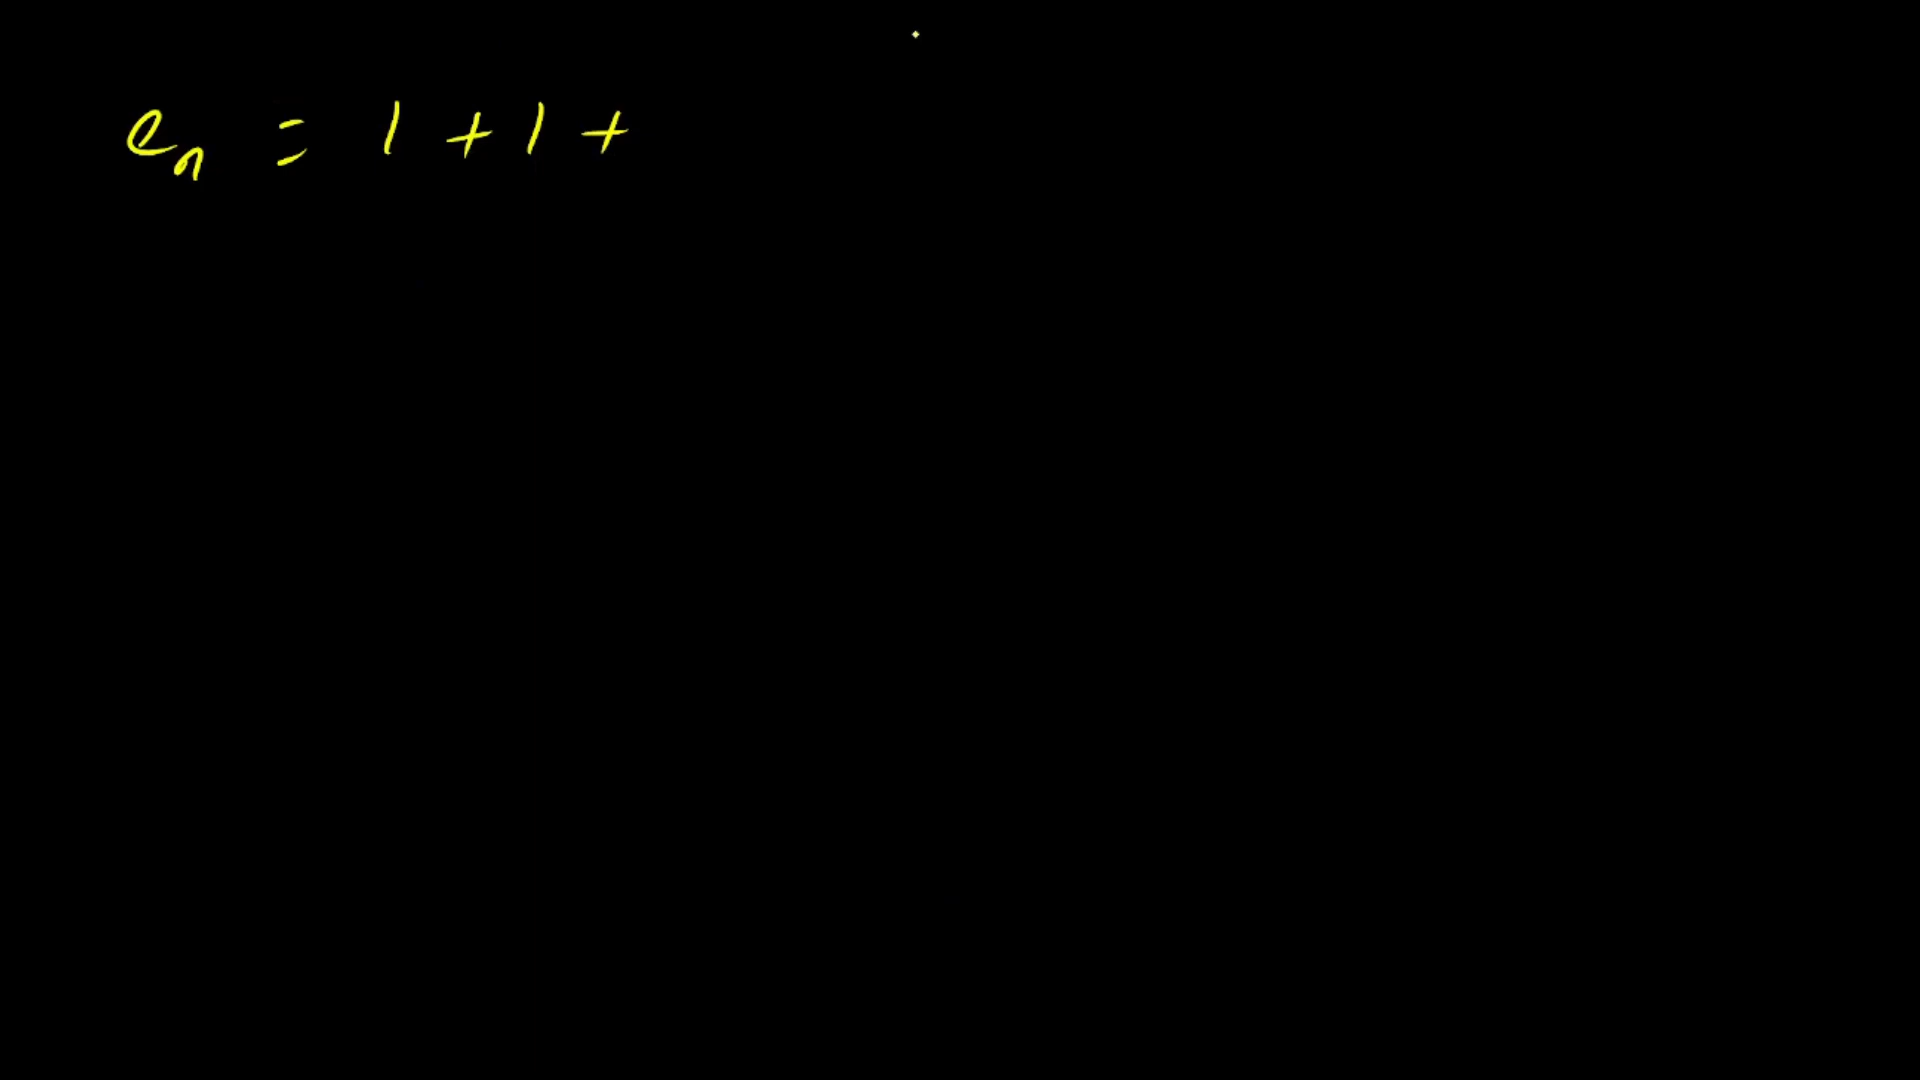 eₙ = 1 + 1 +